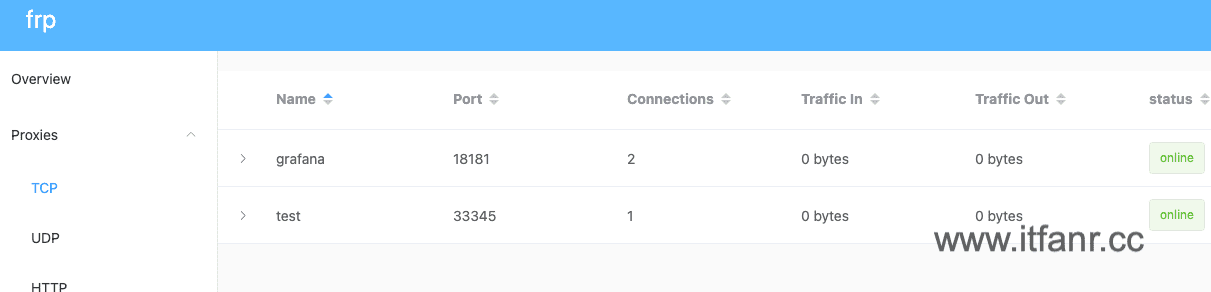 frp
Overview
Name Port Connections Traffic In Traffic Out status
Proxies
grafana 18181 2 0 bytes 0 bytes online
TCP
test 33345 1 0 bytes 0 bytes online
UDP
www.itfanr.cc
HTTP